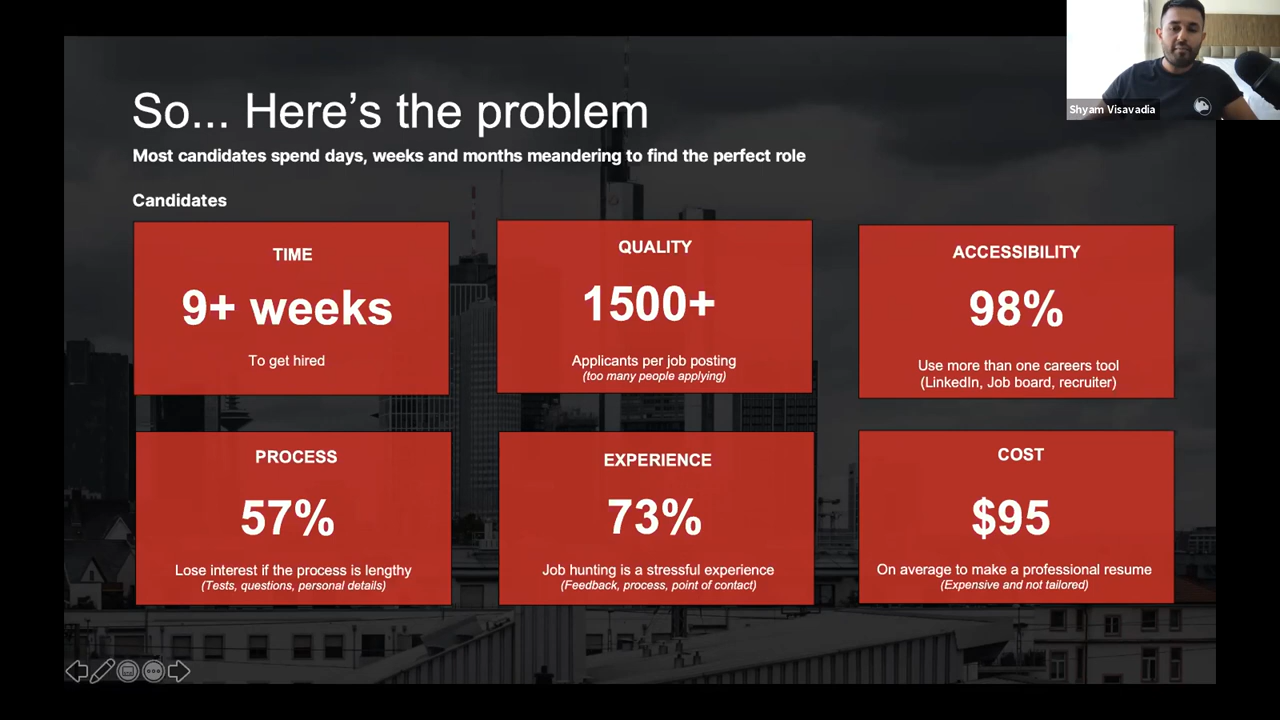 Shyam Visavadia
So... Here's the problem
Most candidates spend days, weeks and months meandering to find the perfect role
Candidates
TIME
9+ weeks
To get hired
QUALITY
1500+
Applicants per job posting
(too many people applying)
ACCESSIBILITY
98%
Use more than one careers tool
(LinkedIn, Job board, recruiter)
PROCESS
57%
Lose interest if the process is lengthy
(Tests, questions, personal details)
EXPERIENCE
73%
Job hunting is a stressful experience
(Feedback, process, point of contact)
COST
$95
On average to make a professional resume
(Expensive and not tailored)